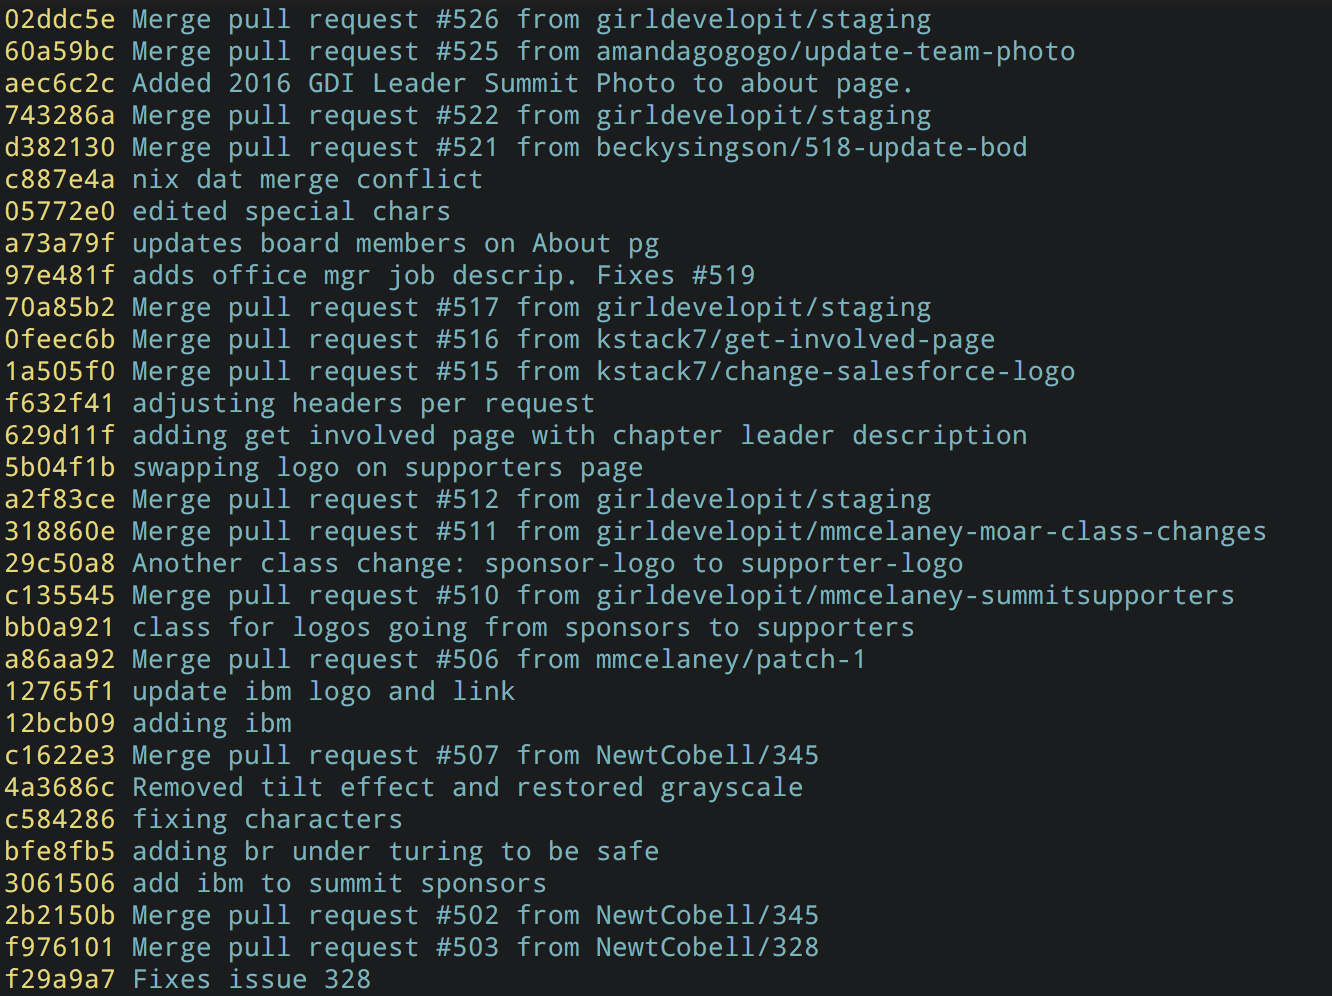 02ddc5e Merge pull request #526 from girldevelopit/staging
60a59bc Merge pull request #525 from amandagogogo/update-team-photo
aec6c2c Added 2016 GDI Leader Summit Photo to about page.
743286a Merge pull request #522 from girldevelopit/staging
d382130 Merge pull request #521 from beckysingson/518-update-bod
c887e4a nix dat merge conflict
05772e0 edited special chars
a73a79f updates board members on About pg
97e481f adds office mgr job descrip. Fixes #519
70a85b2 Merge pull request #517 from girldevelopit/staging
0feec6b Merge pull request #516 from kstack7/get-involved-page
1a505f0 Merge pull request #515 from kstack7/change-salesforce-logo
f632f41 adjusting headers per request
629d11f adding get involved page with chapter leader description
5b04f1b swapping logo on supporters page
a2f83ce Merge pull request #512 from girldevelopit/staging
318860e Merge pull request #511 from girldevelopit/mmcelaney-moar-class-changes
29c50a8 Another class change: sponsor-logo to supporter-logo
c135545 Merge pull request #510 from girldevelopit/mmcelaney-summitsupporters
bb0a921 class for logos going from sponsors to supporters
a86aa92 Merge pull request #506 from mmcelaney/patch-1
12765f1 update ibm logo and link
12bcb09 adding ibm
c1622e3 Merge pull request #507 from NewtCobell/345
4a3686c Removed tilt effect and restored grayscale
c584286 fixing characters
bfe8fb5 adding br under turing to be safe
3061506 add ibm to summit sponsors
2b2150b Merge pull request #502 from NewtCobell/345
f976101 Merge pull request #503 from NewtCobell/328
f29a9a7 Fixes issue 328